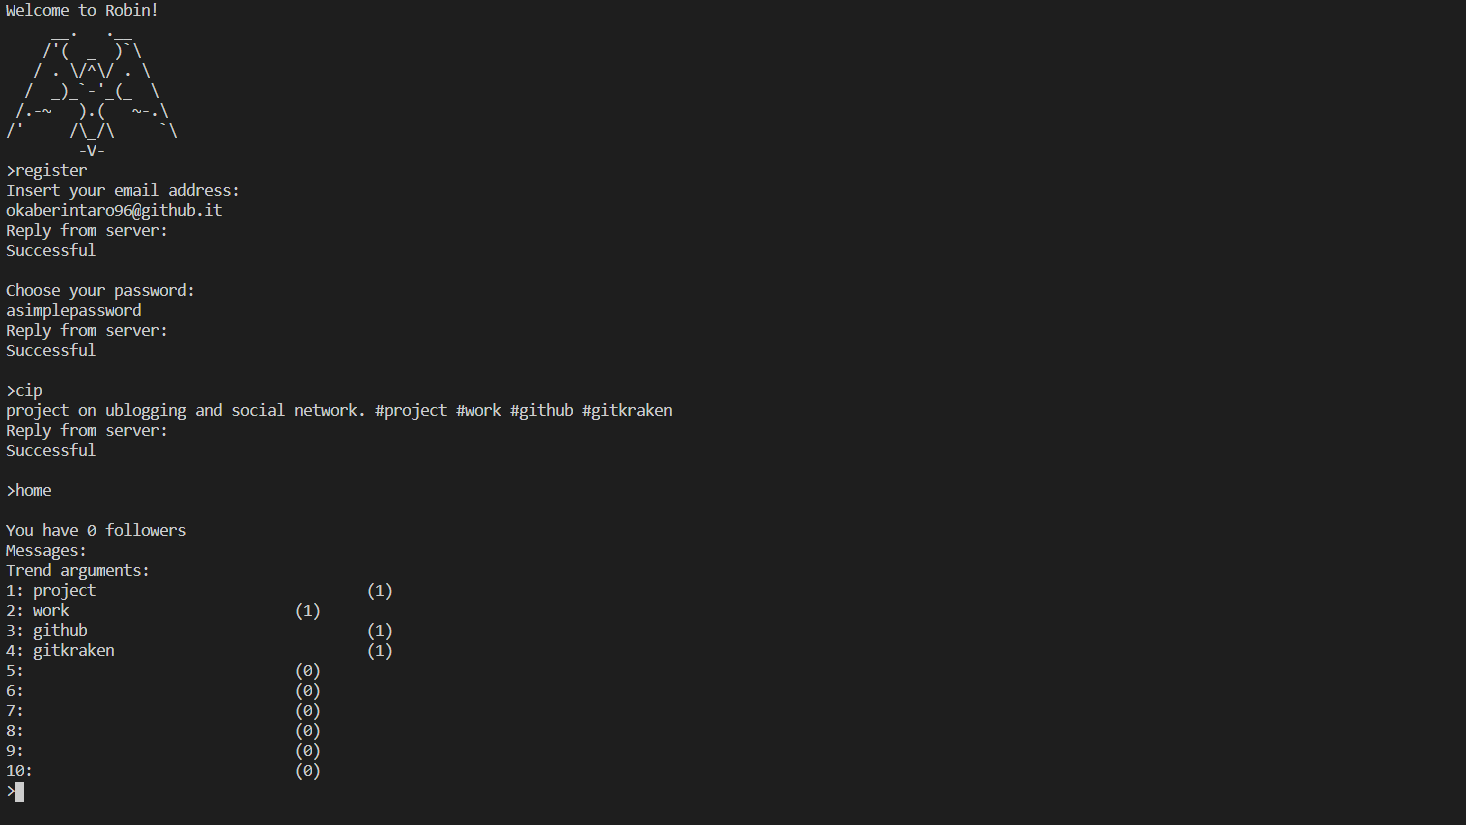 Welcome to Robin!
     __.   .__
    /'(  _  )`\
   / . \/^\/ . \
  /  _)_`-'_(_  \
 /.-~   ).(   ~-.\
/'     /\_/\     `\
        -V-
>register
Insert your email address:
okaberintaro96@github.it
Reply from server:
Successful

Choose your password:
asimplepassword
Reply from server:
Successful

>cip
project on ublogging and social network. #project #work #github #gitkraken
Reply from server:
Successful

>home

You have 0 followers
Messages:
Trend arguments:
1: project                              (1)
2: work                         (1)
3: github                               (1)
4: gitkraken                            (1)
5:                              (0)
6:                              (0)
7:                              (0)
8:                              (0)
9:                              (0)
10:                             (0)
>